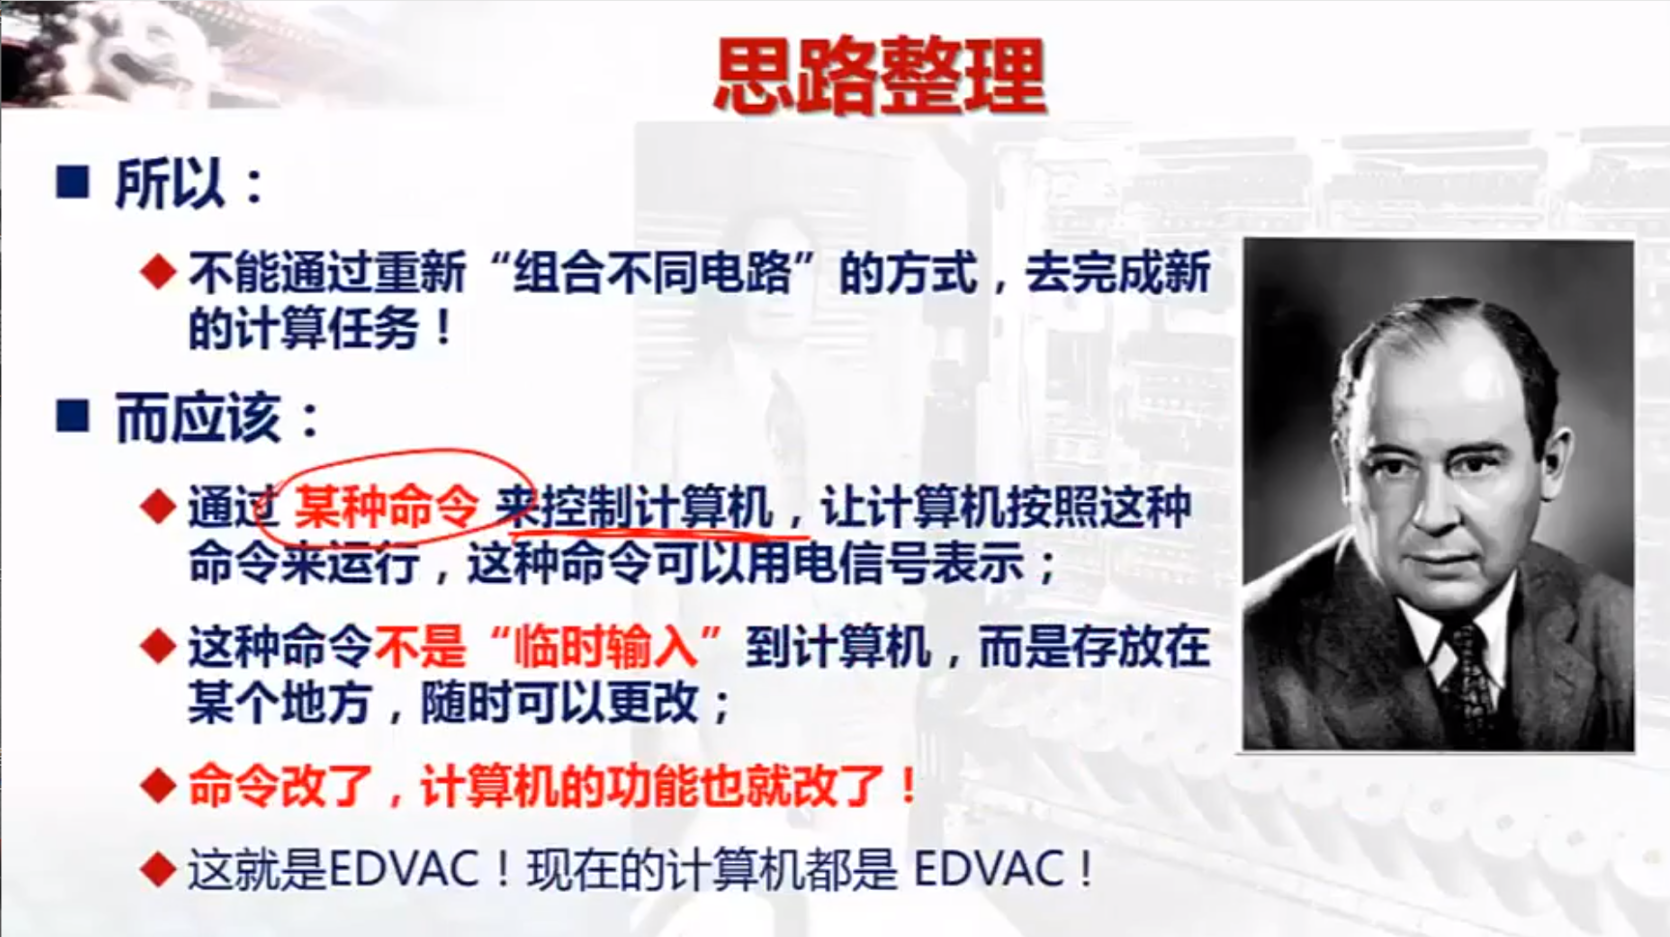 思路整理
所以：
不能通过重新“组合不同电路”的方式，去完成新
的计算任务！
而应该：
通过 某种命令 来控制计算机，让计算机按照这种
命令来运行，这种命令可以用电信号表示；
这种命令不是“临时输入”到计算机，而是存放在
某个地方，随时可以更改；
命令改了，计算机的功能也就改了！
这就是EDVAC！现在的计算机都是 EDVAC！